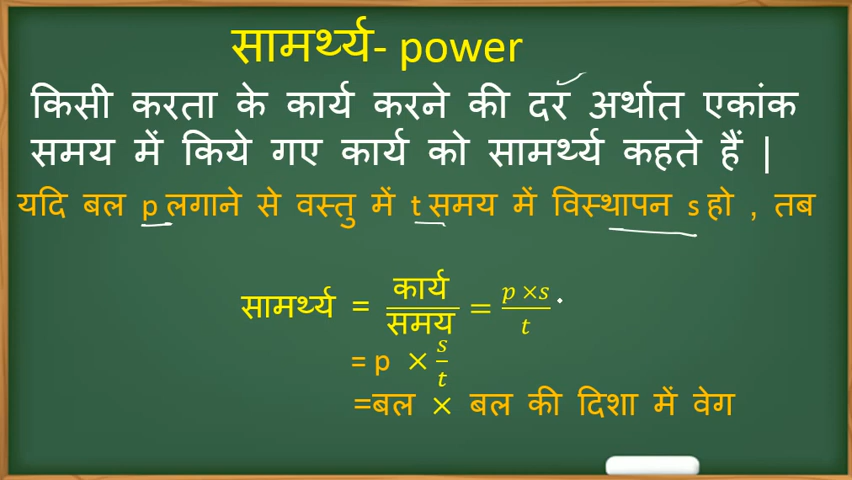 सामर्थ्य- power
किसी करता के कार्य करने की दर अर्थात एकांक
समय में किये गए कार्य को सामर्थ्य कहते हैं |
यदि बल p लगाने से वस्तु में t समय में विस्थापन s हो , तब
सामर्थ्य = कार्य/समय = p × s/t
= p × s/t
=बल × बल की दिशा में वेग